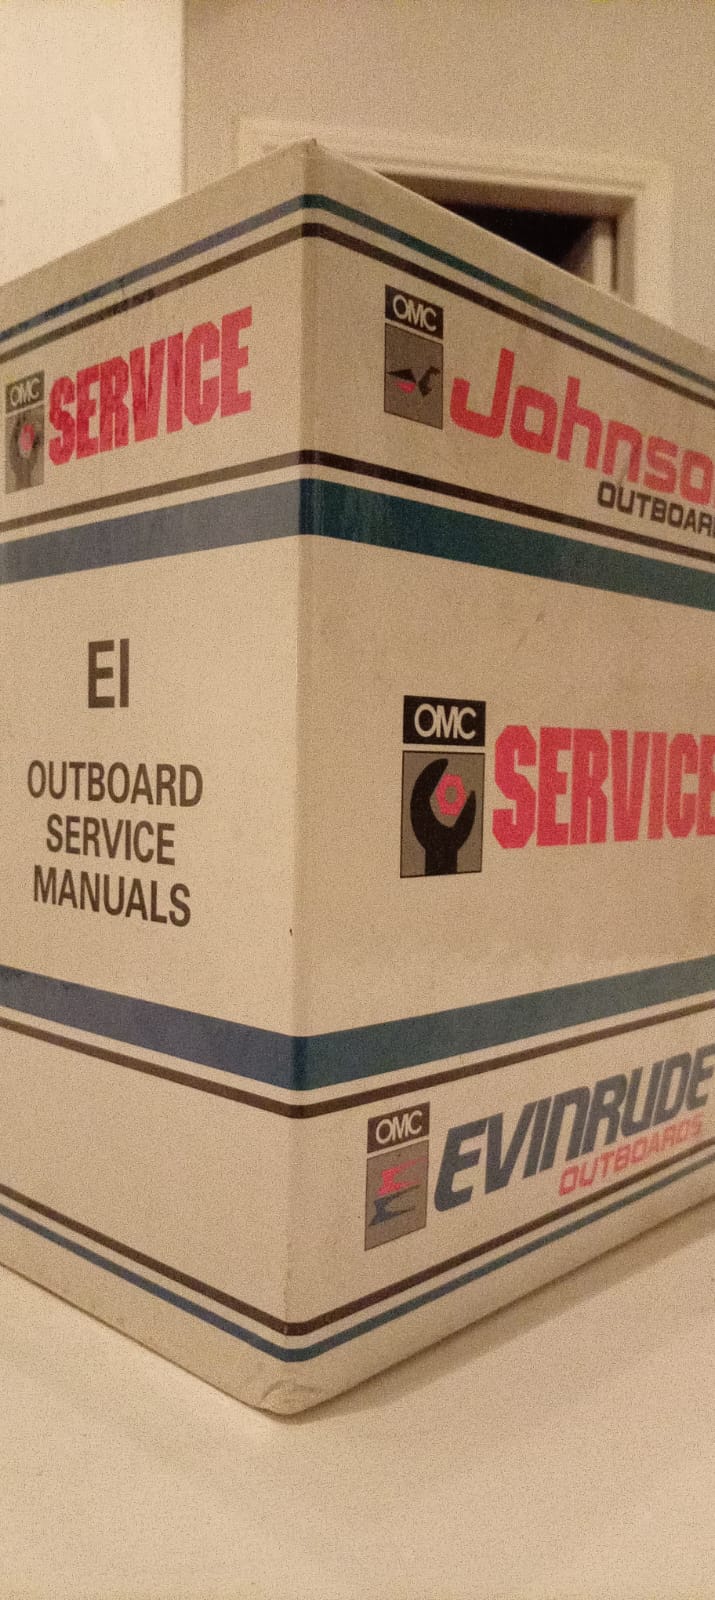 OMC
SERVICE
EI
OUTBOARD
SERVICE
MANUALS
OMC
Johnso
OUTBOAR
OMC
SERVICE
OMC
EVINRUDE
OUTBOARDS